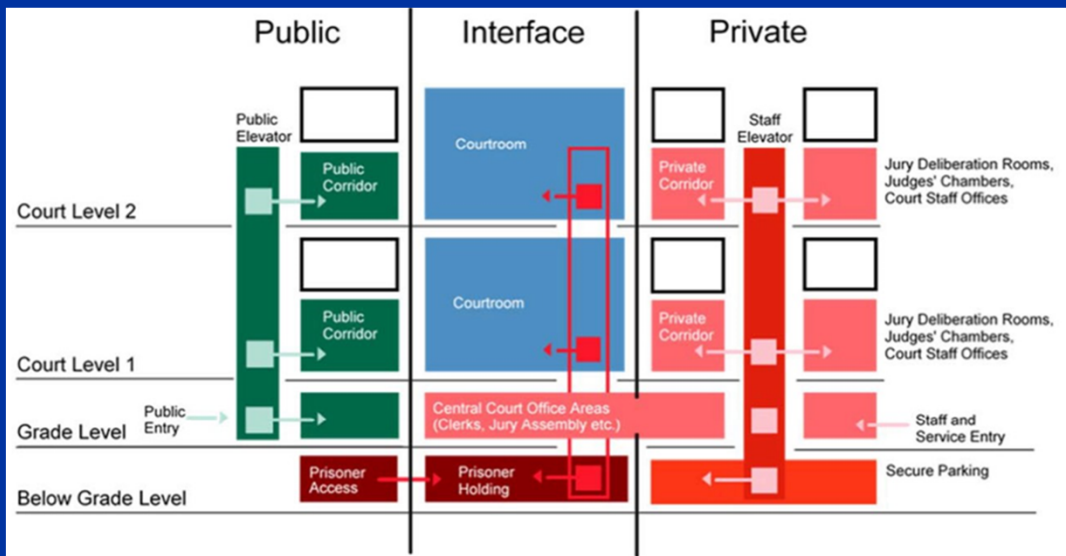 Public
Interface
Private
Public
Elevator
Staff
Elevator
Courtroom
Public
Corridor
Private
Corridor
Jury Deliberation Rooms,
Judges' Chambers,
Court Staff Offices
Court Level 2
Courtroom
Public
Corridor
Private
Corridor
Jury Deliberation Rooms,
Judges' Chambers,
Court Staff Offices
Court Level 1
Public
Entry
Central Court Office Areas
(Clerks, Jury Assembly etc.)
Staff and
Service Entry
Grade Level
Prisoner
Access
Prisoner
Holding
Secure Parking
Below Grade Level